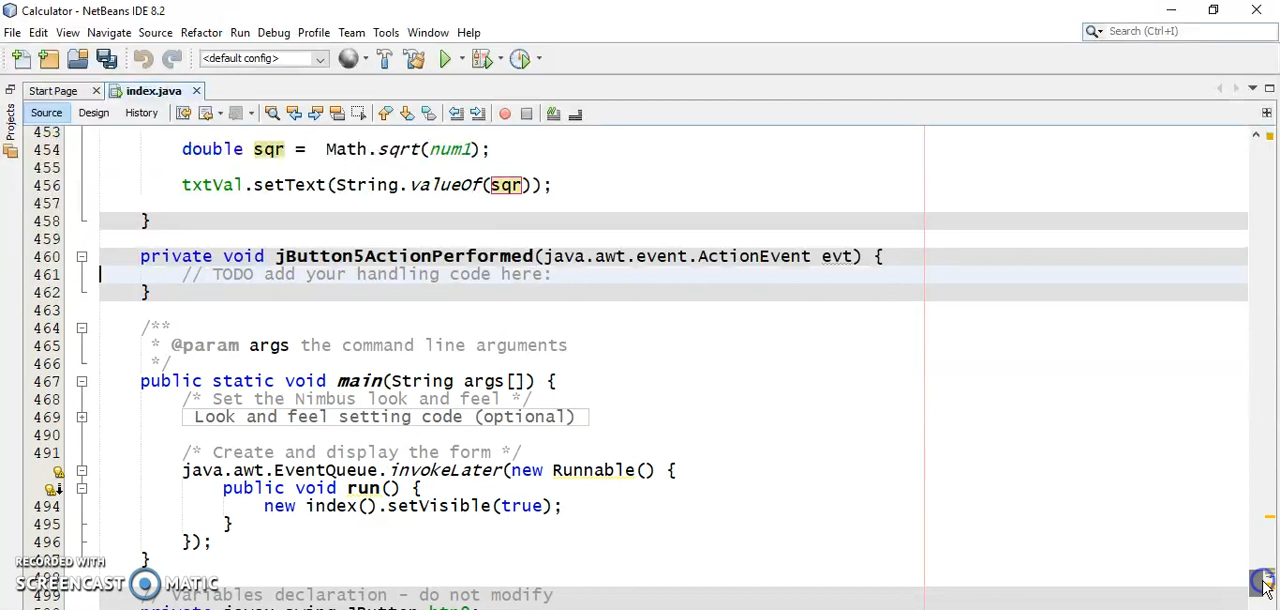 Calculator - NetBeans IDE 8.2
File Edit View Navigate Source Refactor Run Debug Profile Team Tools Window Help
Search (Ctrl+I)
<default config>
Start Page
index.java
Projects
Source Design History
453
454 double sqr = Math.sqrt(num1);
455
456 txtVal.setText(String.valueOf(sqr));
457
458 }
459
460 private void jButton5ActionPerformed(java.awt.event.ActionEvent evt) {
461 // TODO add your handling code here:
462 }
463
464 /**
465 * @param args the command line arguments
466 */
467 public static void main(String args[]) {
468 /* Set the Nimbus look and feel */
469 Look and feel setting code (optional)
490
491 /* Create and display the form */
java.awt.EventQueue.invokeLater(new Runnable() {
public void run() {
494 new index().setVisible(true);
495 }
496 });
497 }
RECORDED WITH
SCREENCAST MATIC
498
499 // Variables declaration - do not modify